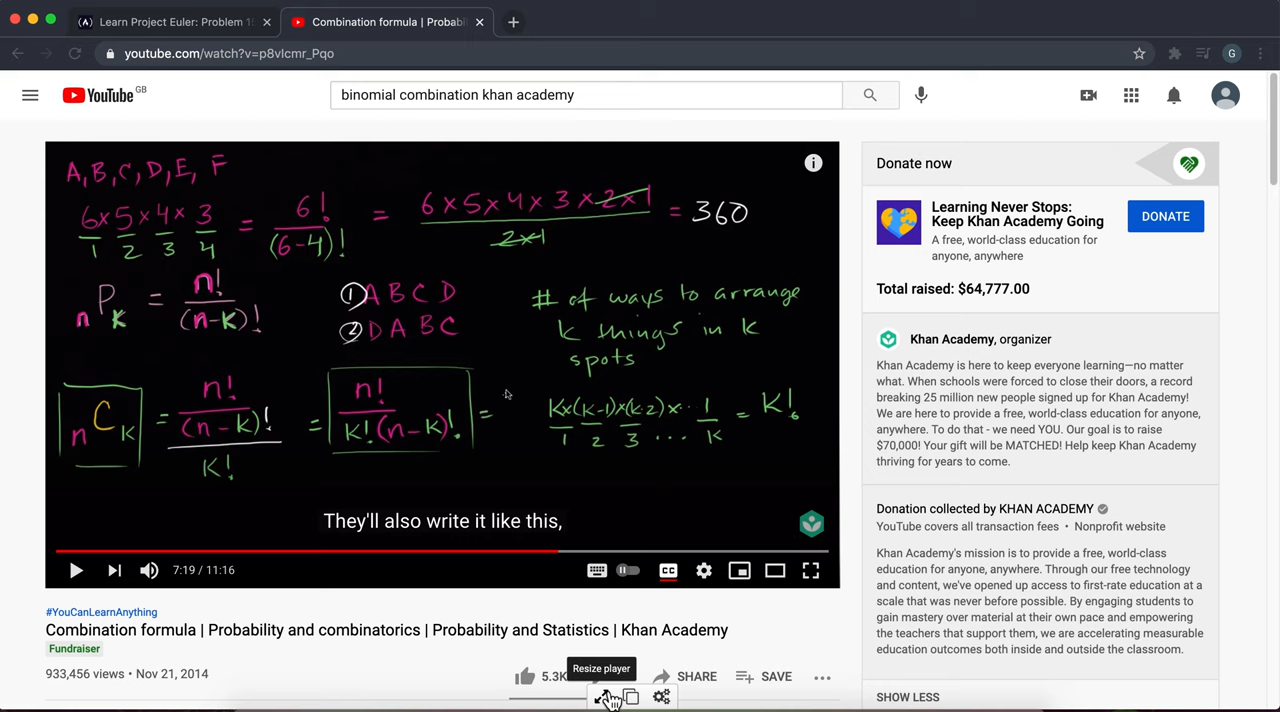 Learn Project Euler: Problem 1
Combination formula | Probabi
youtube.com/watch?v=p8vIcmr_Pqo
G
YouTube GB
binomial combination khan academy
A, B, C, D, E, F
6×5×4×3 = 6! = 6×5×4×3×2×1 = 360
1 2 3 4 (6-4)! 2×1
nPk = n!
(n-k)!
① A B C D
② D A B C
# of ways to arrange
k things in k
spots
nCk = n! = n! =
(n-k)! k!(n-k)!
k!
k×(k-1)×(k-2)×... 1 = k!
1 2 3 ... k
They'll also write it like this,
7:19 / 11:16
CC
#YouCanLearnAnything
Combination formula | Probability and combinatorics | Probability and Statistics | Khan Academy
Fundraiser
933,456 views • Nov 21, 2014
5.3K
Resize player
SHARE
SAVE
Donate now
Learning Never Stops:
Keep Khan Academy Going
A free, world-class education for
anyone, anywhere
DONATE
Total raised: $64,777.00
Khan Academy, organizer
Khan Academy is here to keep everyone learning—no matter
what. When schools were forced to close their doors, a record
breaking 25 million new people signed up for Khan Academy!
We are here to provide a free, world-class education for anyone,
anywhere. To do that - we need YOU. Our goal is to raise
$70,000! Your gift will be MATCHED! Help keep Khan Academy
thriving for years to come.
Donation collected by KHAN ACADEMY
YouTube covers all transaction fees • Nonprofit website
Khan Academy's mission is to provide a free, world-class
education for anyone, anywhere. Through our free technology
and content, we've opened up access to first-rate education at a
scale that was never before possible. By engaging students to
gain mastery over material at their own pace and empowering
the teachers that support them, we are accelerating measurable
education outcomes both inside and outside the classroom.
SHOW LESS